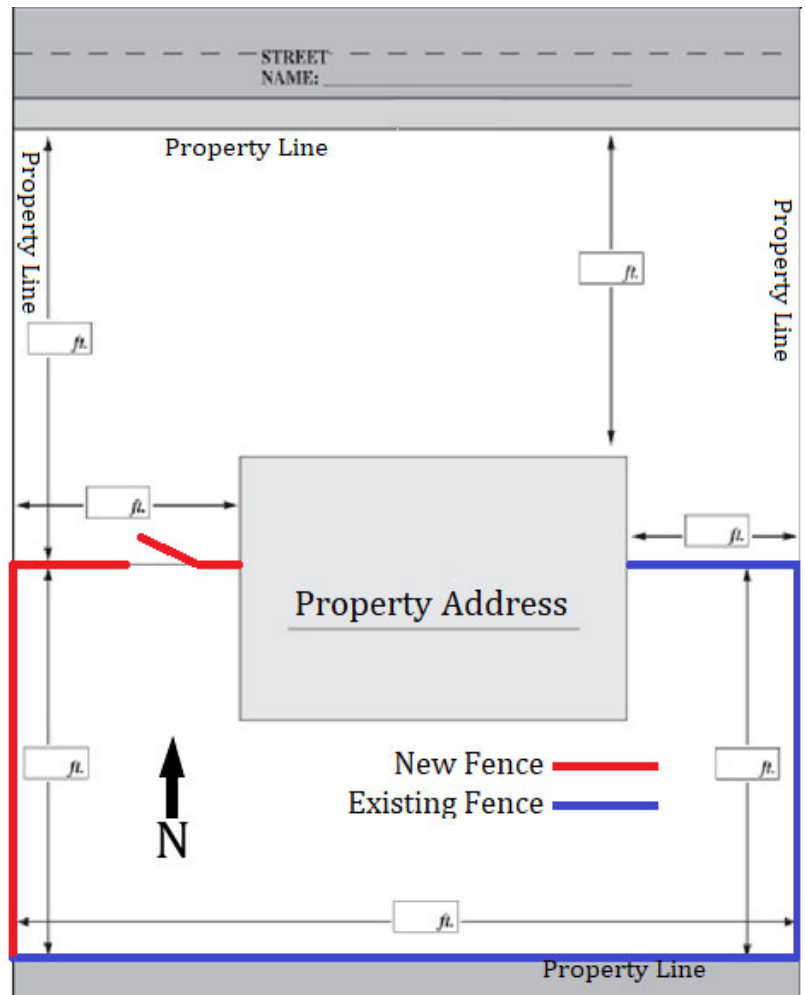 STREET
NAME:
Property Line
Property Line
Property Line
ft.
ft.
ft.
ft.
Property Address
New Fence
ft.
ft.
Existing Fence
N
ft.
Property Line